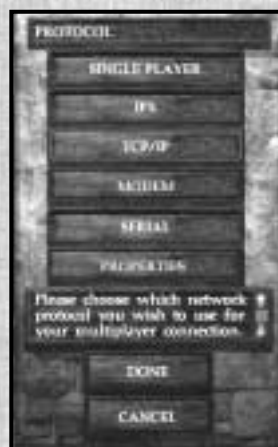 PROTOCOL
SINGLE PLAYER
IPX
TCP/IP
MODEM
SERIAL
PROPERTIES
Please choose which network
protocol you wish to use for
your multiplayer connection.
DONE
CANCEL